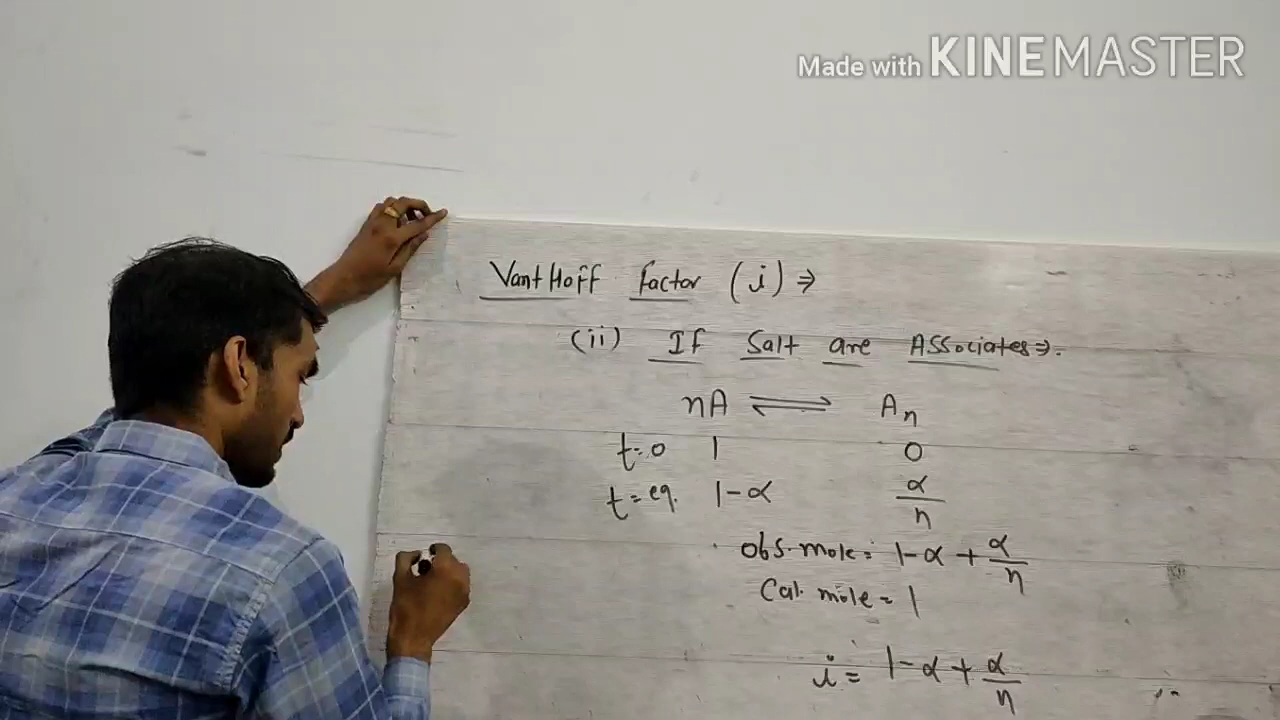 Made with KINEMASTER
Vant Hoff Factor (i) ⇒
(ii) If Salt are Associates ⇒.
nA ⇌ An
t=0 1 0
t=eq. 1-α α/n
obs. mole = 1-α + α/n
Cal. mole = 1
i = 1-α + α/n